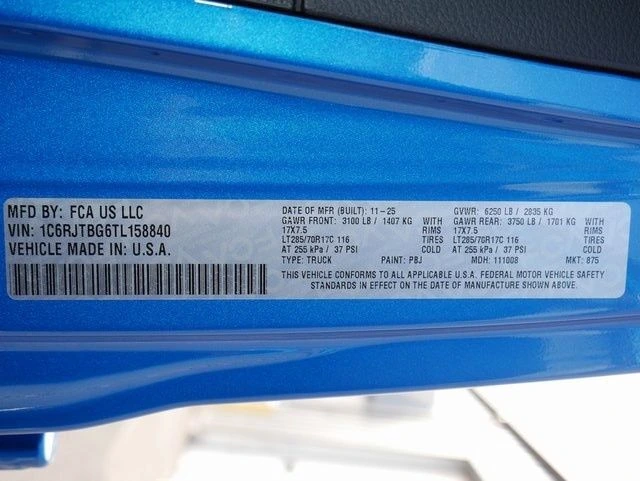 MFD BY: FCA US LLC
VIN: 1C6RJTBG6TL158840
VEHICLE MADE IN: U.S.A.
DATE OF MFR (BUILT): 11-25 GVWR: 6250 LB / 2835 KG
GAWR FRONT: 3100 LB / 1407 KG WITH GAWR REAR: 3750 LB / 1701 KG WITH
17X7.5 RIMS 17X7.5 RIMS
LT285/70R17C 116 TIRES LT285/70R17C 116 TIRES
AT 255 kPa / 37 PSI COLD AT 255 kPa / 37 PSI COLD
TYPE: TRUCK PAINT: PBJ MDH: 111008 MKT: 875
THIS VEHICLE CONFORMS TO ALL APPLICABLE U.S.A. FEDERAL MOTOR VEHICLE SAFETY
STANDARDS IN EFFECT ON THE DATE OF MANUFACTURE SHOWN ABOVE.